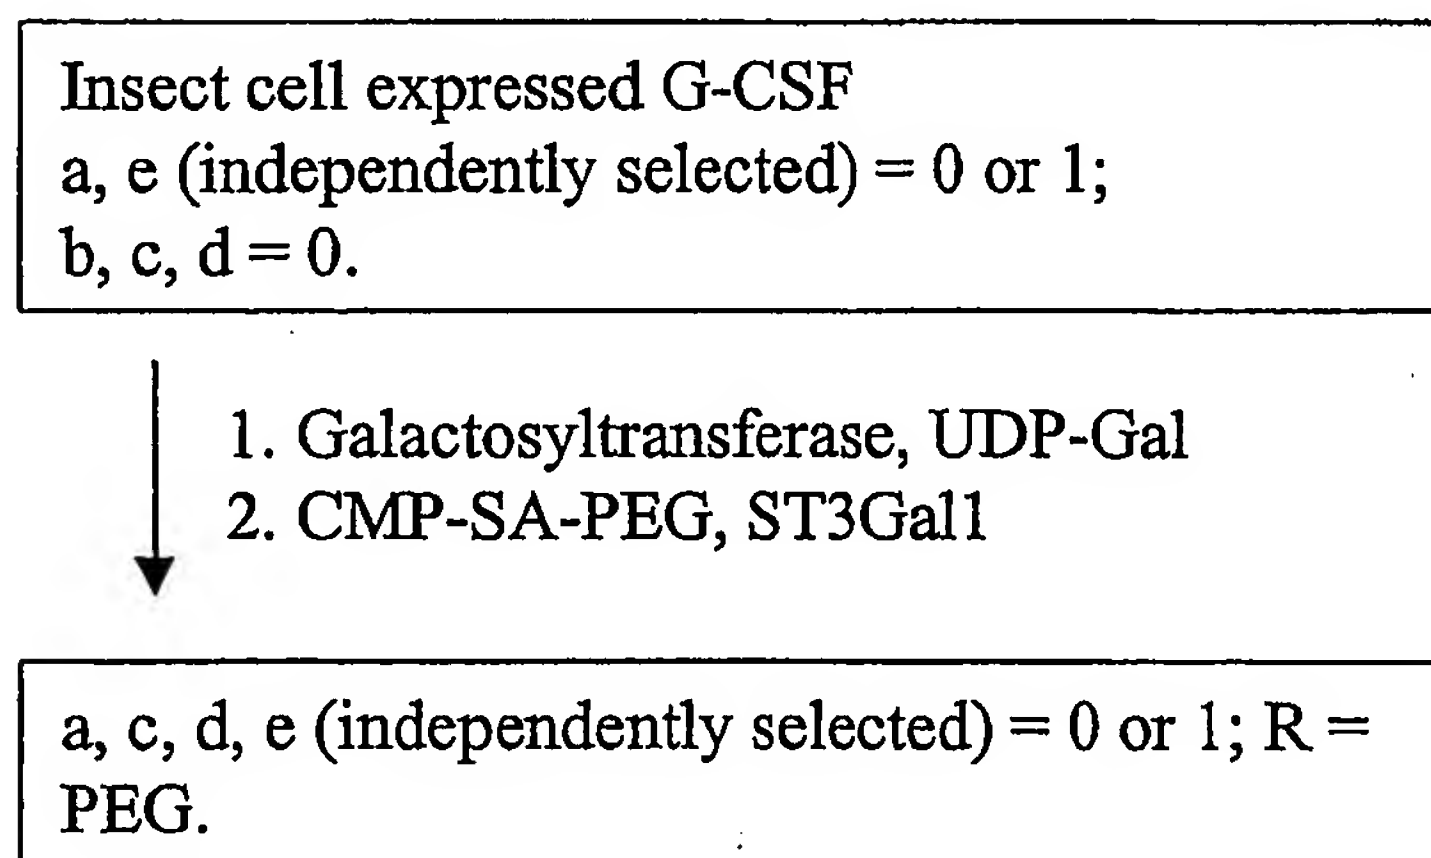 Insect cell expressed G-CSF
a, e (independently selected) = 0 or 1;
b, c, d = 0.
1. Galactosyltransferase, UDP-Gal
2. CMP-SA-PEG, ST3Gal1
a, c, d, e (independently selected) = 0 or 1; R =
PEG.